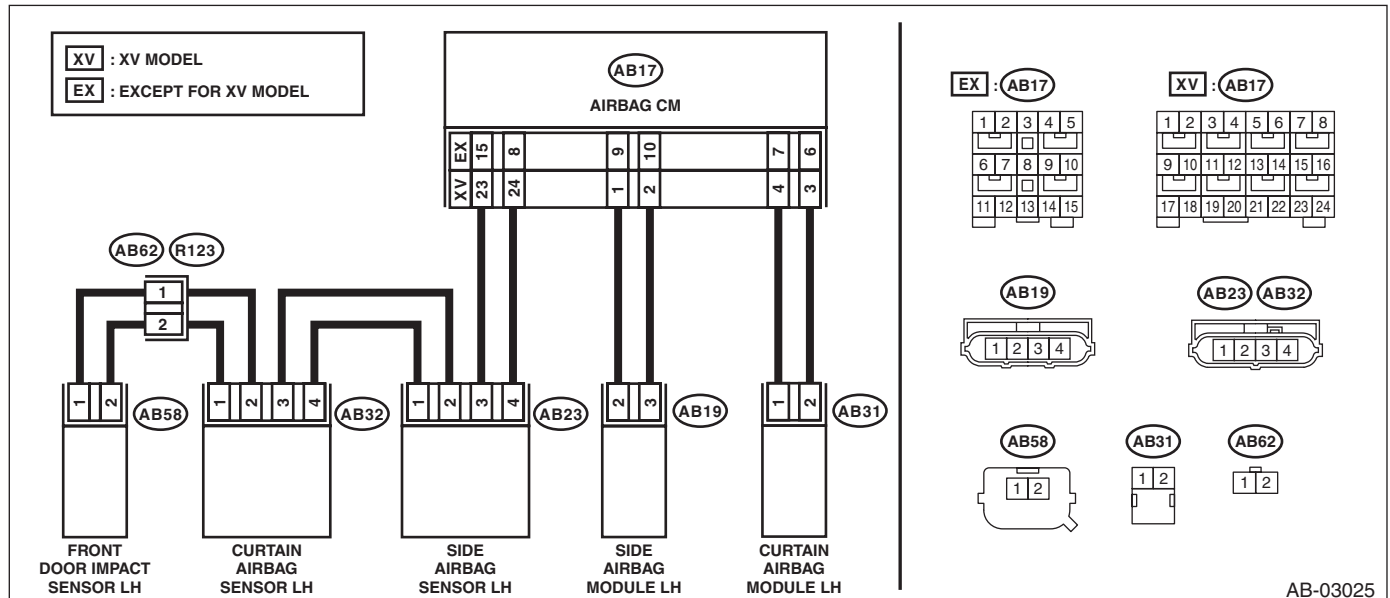 XV : XV MODEL
EX : EXCEPT FOR XV MODEL
AB17
AIRBAG CM
EX 15 8 9 10 7 6
XV 23 24 1 2 4 3
AB62 R123
1
2
1 2 AB58
1 2 3 4 AB32
1 2 3 4 AB23
2 3 AB19
1 2 AB31
FRONT
DOOR IMPACT
SENSOR LH
CURTAIN
AIRBAG
SENSOR LH
SIDE
AIRBAG
SENSOR LH
SIDE
AIRBAG
MODULE LH
CURTAIN
AIRBAG
MODULE LH
EX : AB17
1 2 3 4 5
6 7 8 9 10
11 12 13 14 15
XV : AB17
1 2 3 4 5 6 7 8
9 10 11 12 13 14 15 16
17 18 19 20 21 22 23 24
AB19
1 2 3 4
AB23 AB32
1 2 3 4
AB58
1 2
AB31
1 2
AB62
1 2
AB-03025